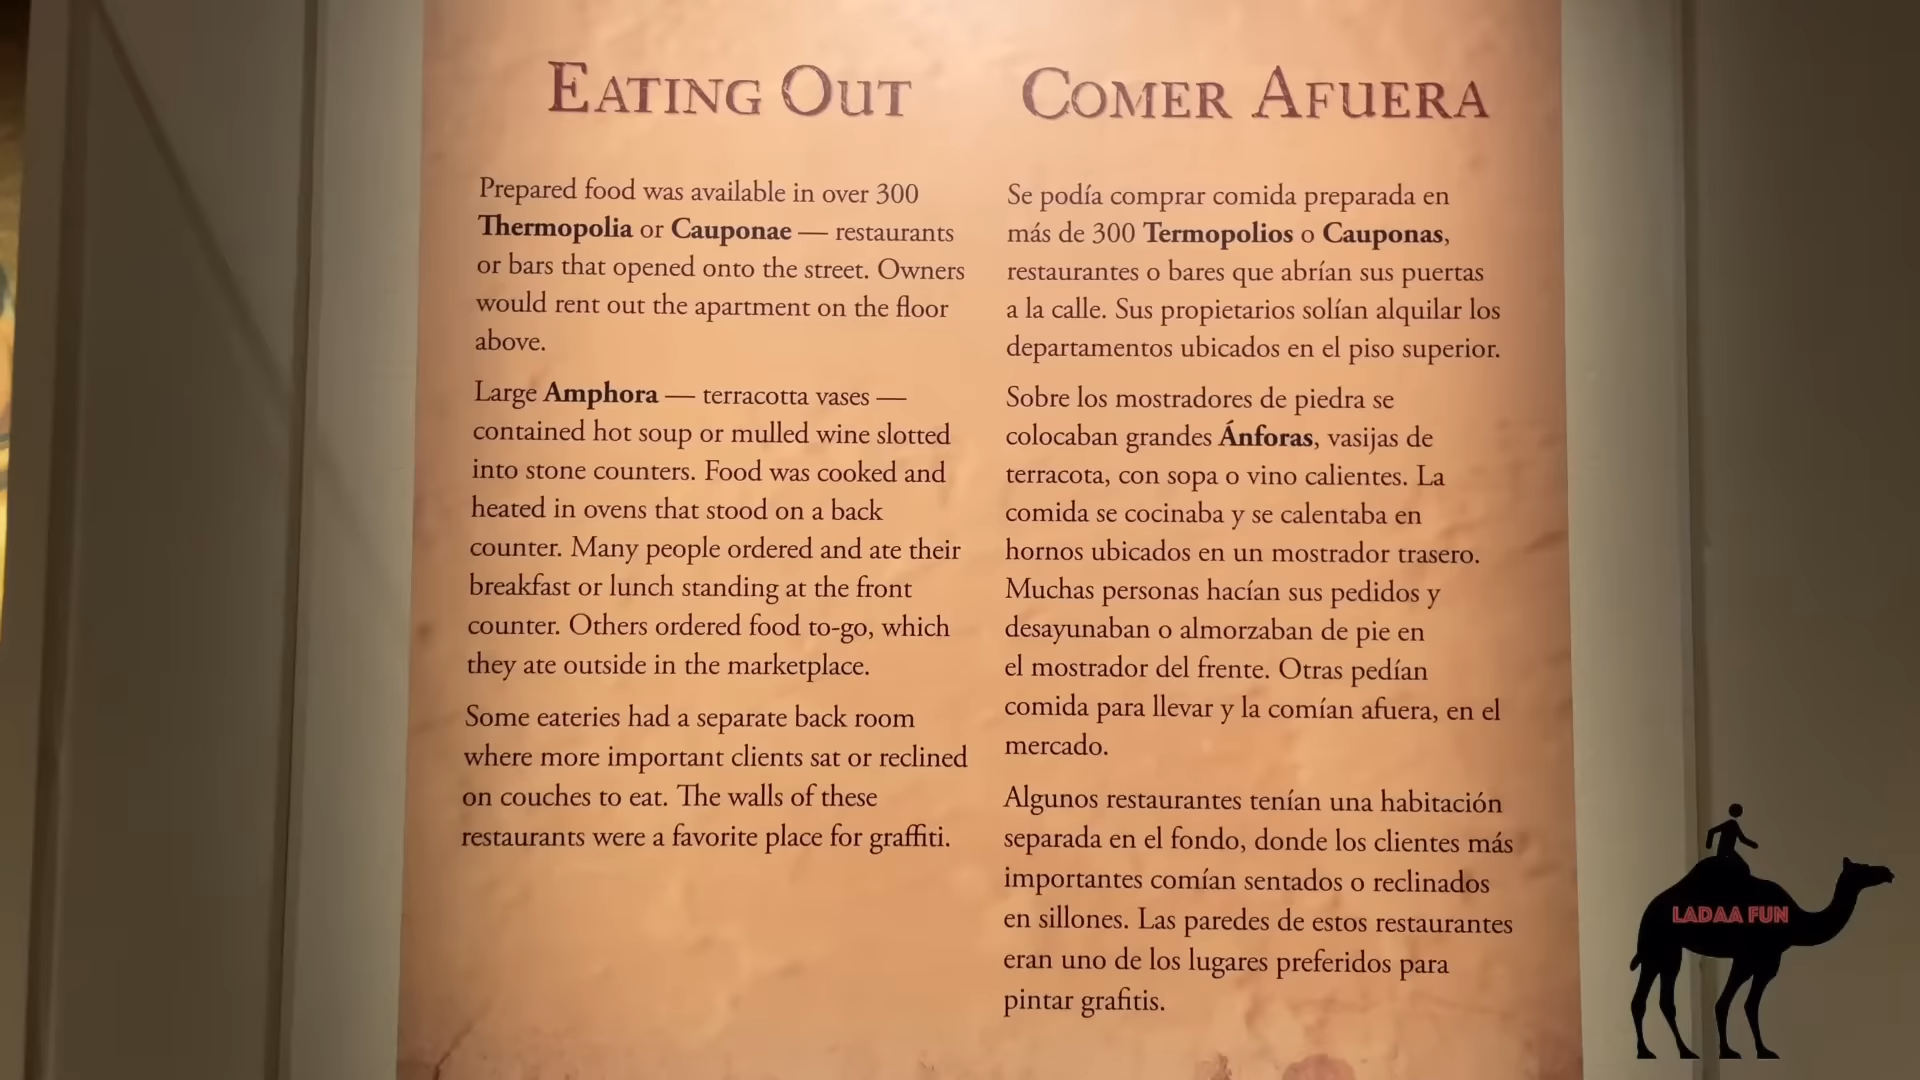 EATING OUT
Prepared food was available in over 300
Thermopolia or Cauponae — restaurants
or bars that opened onto the street. Owners
would rent out the apartment on the floor
above.
Large Amphora — terracotta vases —
contained hot soup or mulled wine slotted
into stone counters. Food was cooked and
heated in ovens that stood on a back
counter. Many people ordered and ate their
breakfast or lunch standing at the front
counter. Others ordered food to-go, which
they ate outside in the marketplace.
Some eateries had a separate back room
where more important clients sat or reclined
on couches to eat. The walls of these
restaurants were a favorite place for graffiti.
COMER AFUERA
Se podía comprar comida preparada en
más de 300 Termopolios o Cauponas,
restaurantes o bares que abrían sus puertas
a la calle. Sus propietarios solían alquilar los
departamentos ubicados en el piso superior.
Sobre los mostradores de piedra se
colocaban grandes Ánforas, vasijas de
terracota, con sopa o vino calientes. La
comida se cocinaba y se calentaba en
hornos ubicados en un mostrador trasero.
Muchas personas hacían sus pedidos y
desayunaban o almorzaban de pie en
el mostrador del frente. Otras pedían
comida para llevar y la comían afuera, en el
mercado.
Algunos restaurantes tenían una habitación
separada en el fondo, donde los clientes más
importantes comían sentados o reclinados
en sillones. Las paredes de estos restaurantes
eran uno de los lugares preferidos para
pintar grafitis.
LADAA FUN